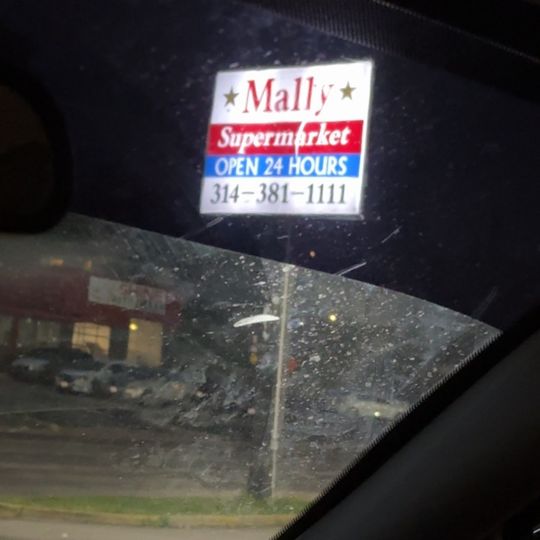 Mally
Supermarket
OPEN 24 HOURS
314-381-1111